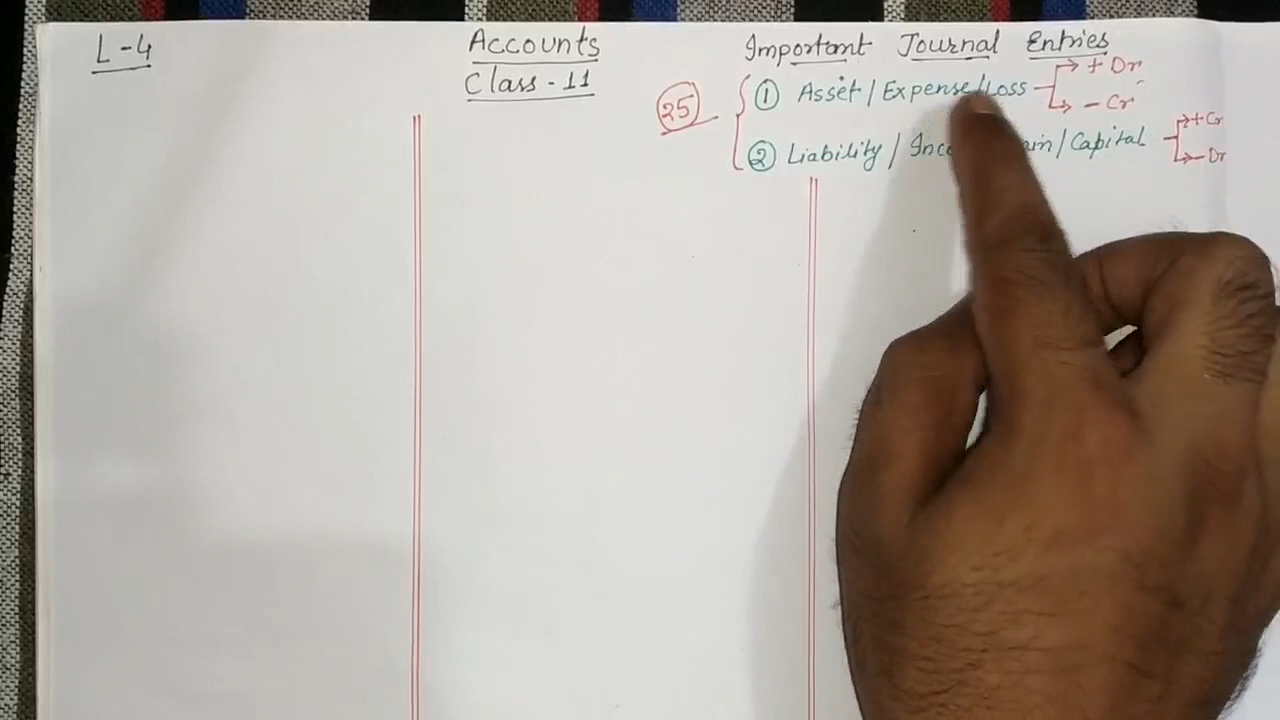 L-4
Accounts
Class-11
Important Journal Entries
25
① Asset / Expense / Loss
+ Dr
- Cr
② Liability / / Capital
+ Cr
- Dr